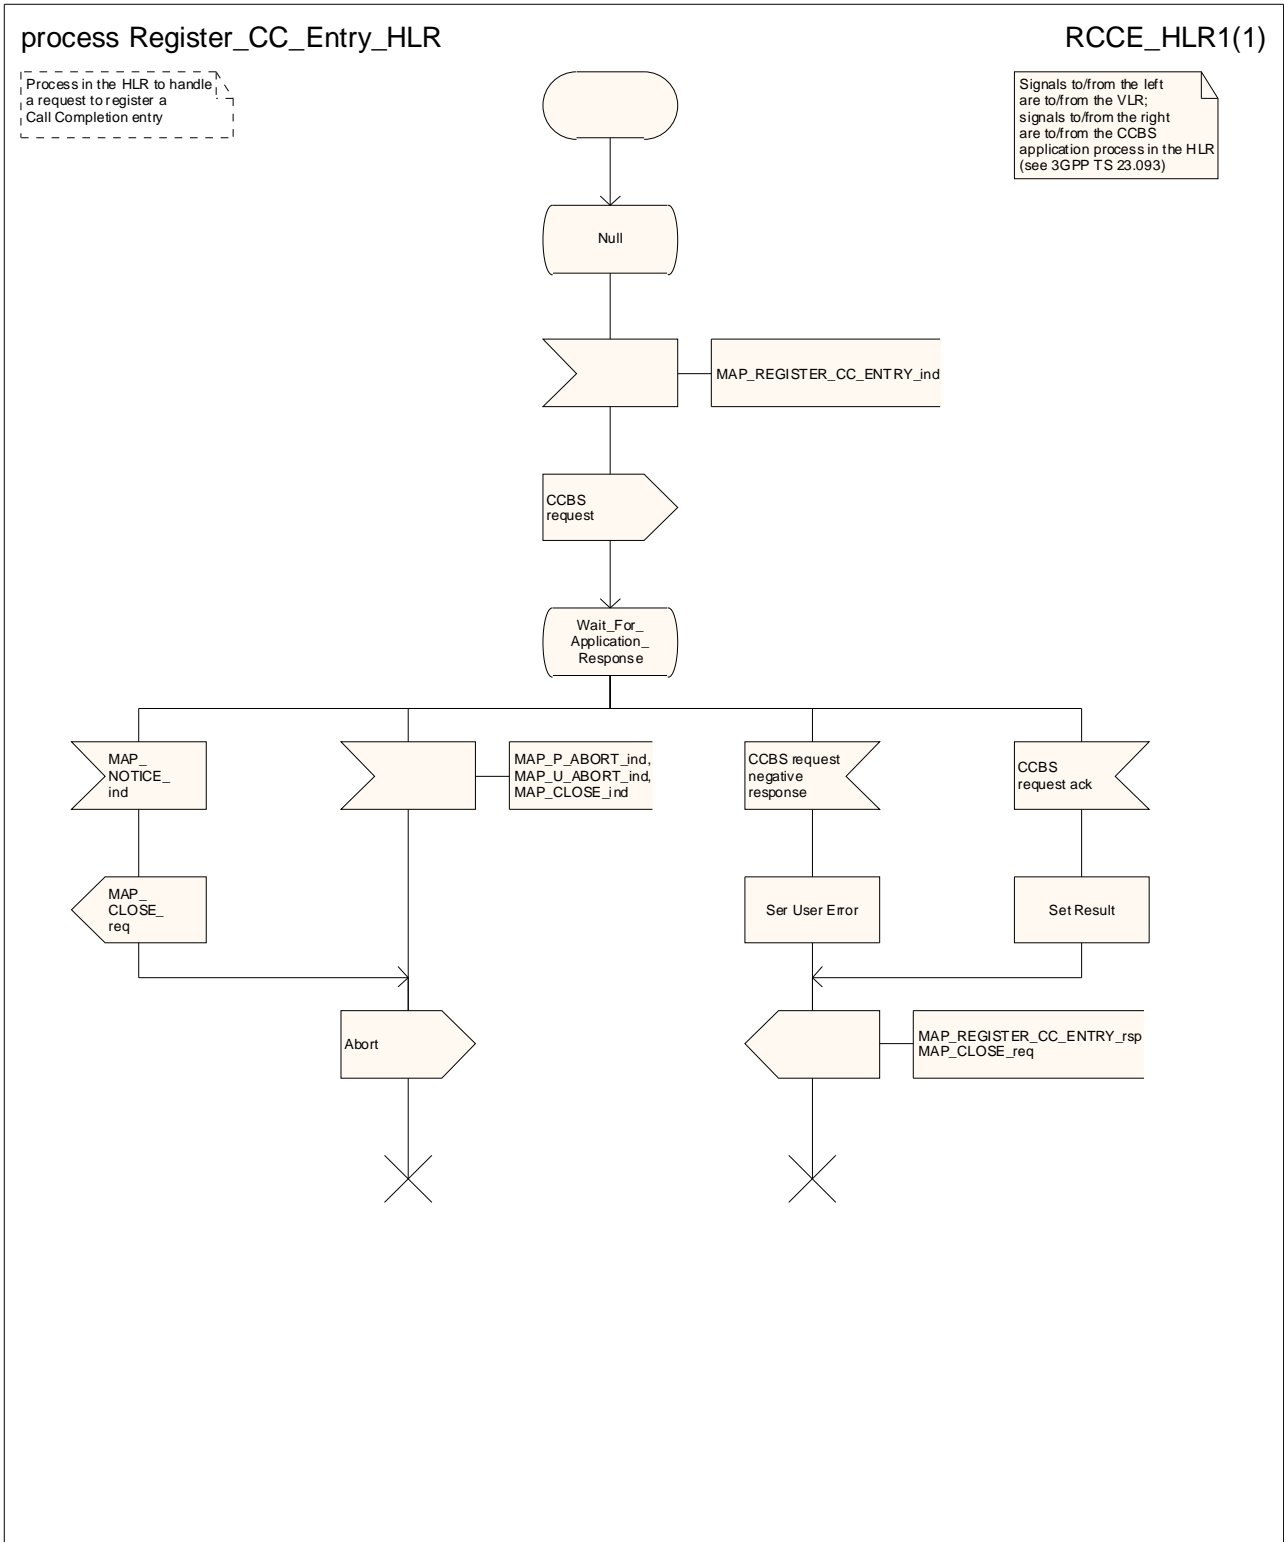 process Register_CC_Entry_HLR
RCCE_HLR1(1)
Process in the HLR to handle
a request to register a
Call Completion entry
Signals to/from the left
are to/from the VLR;
signals to/from the right
are to/from the CCBS
application process in the HLR
(see 3GPP TS 23.093)
Null
MAP_REGISTER_CC_ENTRY_ind
CCBS
request
Wait_For_
Application_
Response
MAP_
NOTICE_
ind
MAP_P_ABORT_ind,
MAP_U_ABORT_ind,
MAP_CLOSE_ind
CCBS request
negative
response
CCBS
request ack
MAP_
CLOSE_
req
Ser User Error
Set Result
Abort
MAP_REGISTER_CC_ENTRY_rsp
MAP_CLOSE_req